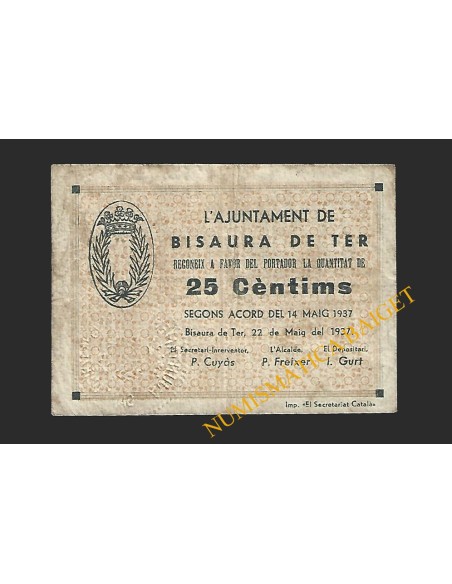 L'AJUNTAMENT DE
BISAURA DE TER
REGONEIX A FAVOR DEL PORTADOR LA QUANTITAT DE
25 Cèntims
SEGONS ACORD DEL 14 MAIG 1937
Bisaura de Ter, 22 de Maig del 1937
El Secretari-Inrerventor, L'Alcalde, El Depositari,
P. Cuyàs P. Freixer I. Gurt
Imp. «El Secretariat Català»
NUMISMATICA MAIGET